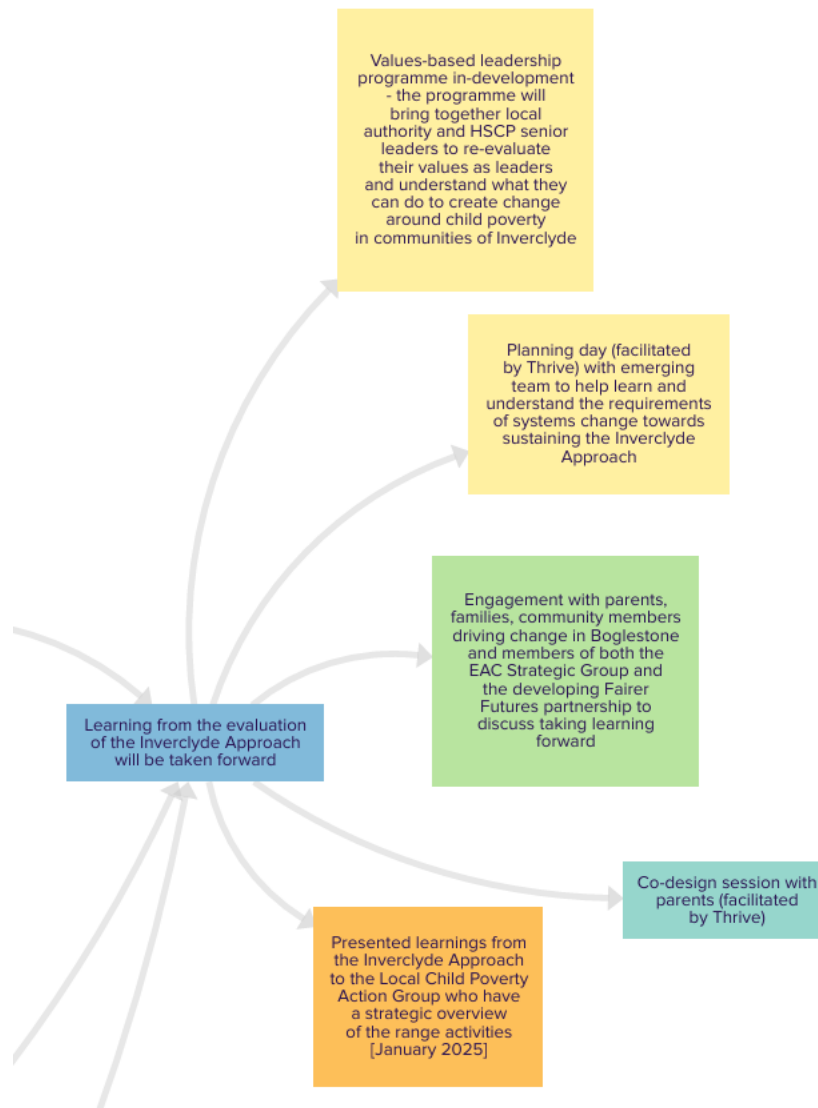 Values-based leadership
programme in-development
- the programme will
bring together local
authority and HSCP senior
leaders to re-evaluate
their values as leaders
and understand what they
can do to create change
around child poverty
in communities of Inverclyde
Planning day (facilitated
by Thrive) with emerging
team to help learn and
understand the requirements
of systems change towards
sustaining the Inverclyde
Approach
Engagement with parents,
families, community members
driving change in Boglestone
and members of both the
EAC Strategic Group and
the developing Fairer
Futures partnership to
discuss taking learning
forward
Learning from the evaluation
of the Inverclyde Approach
will be taken forward
Co-design session with
parents (facilitated
by Thrive)
Presented learnings from
the Inverclyde Approach
to the Local Child Poverty
Action Group who have
a strategic overview
of the range activities
[January 2025]